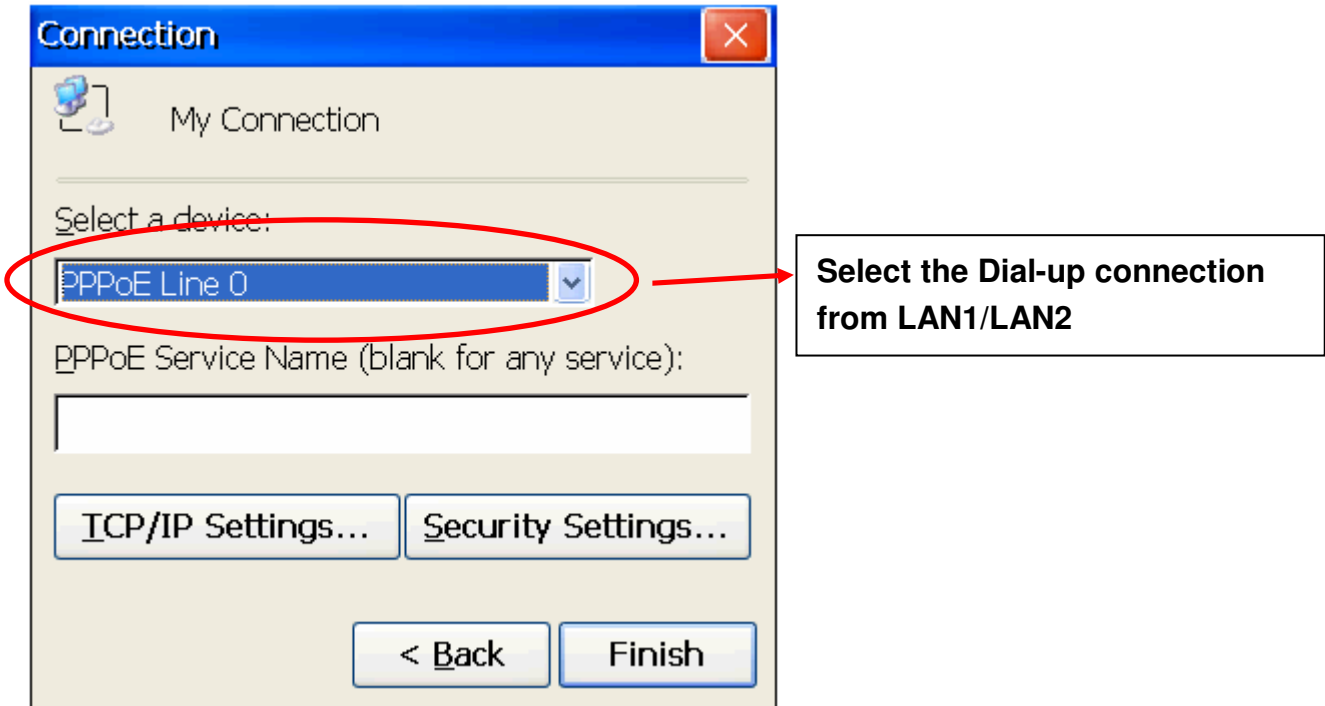 Connection
My Connection
Select a device:
PPPoE Line 0
Select the Dial-up connection
from LAN1/LAN2
PPPoE Service Name (blank for any service):
TCP/IP Settings...
Security Settings...
< Back
Finish